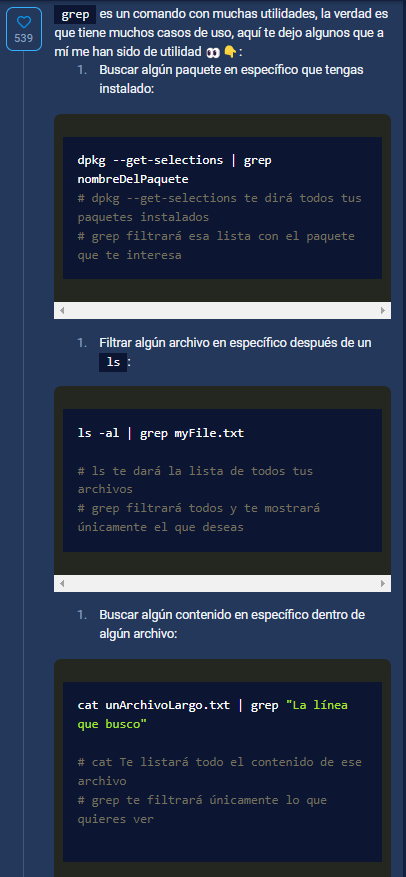 grep es un comando con muchas utilidades, la verdad es
que tiene muchos casos de uso, aquí te dejo algunos que a
539
mí me han sido de utilidad 👀👇:
1. Buscar algún paquete en específico que tengas
instalado:
dpkg --get-selections | grep
nombreDelPaquete
# dpkg --get-selections te dirá todos tus
paquetes instalados
# grep filtrará esa lista con el paquete
que te interesa
1. Filtrar algún archivo en específico después de un
ls:
ls -al | grep myFile.txt
# ls te dará la lista de todos tus
archivos
# grep filtrará todos y te mostrará
únicamente el que deseas
1. Buscar algún contenido en específico dentro de
algún archivo:
cat unArchivoLargo.txt | grep "La línea
que busco"
# cat Te listará todo el contenido de ese
archivo
# grep te filtrará únicamente lo que
quieres ver